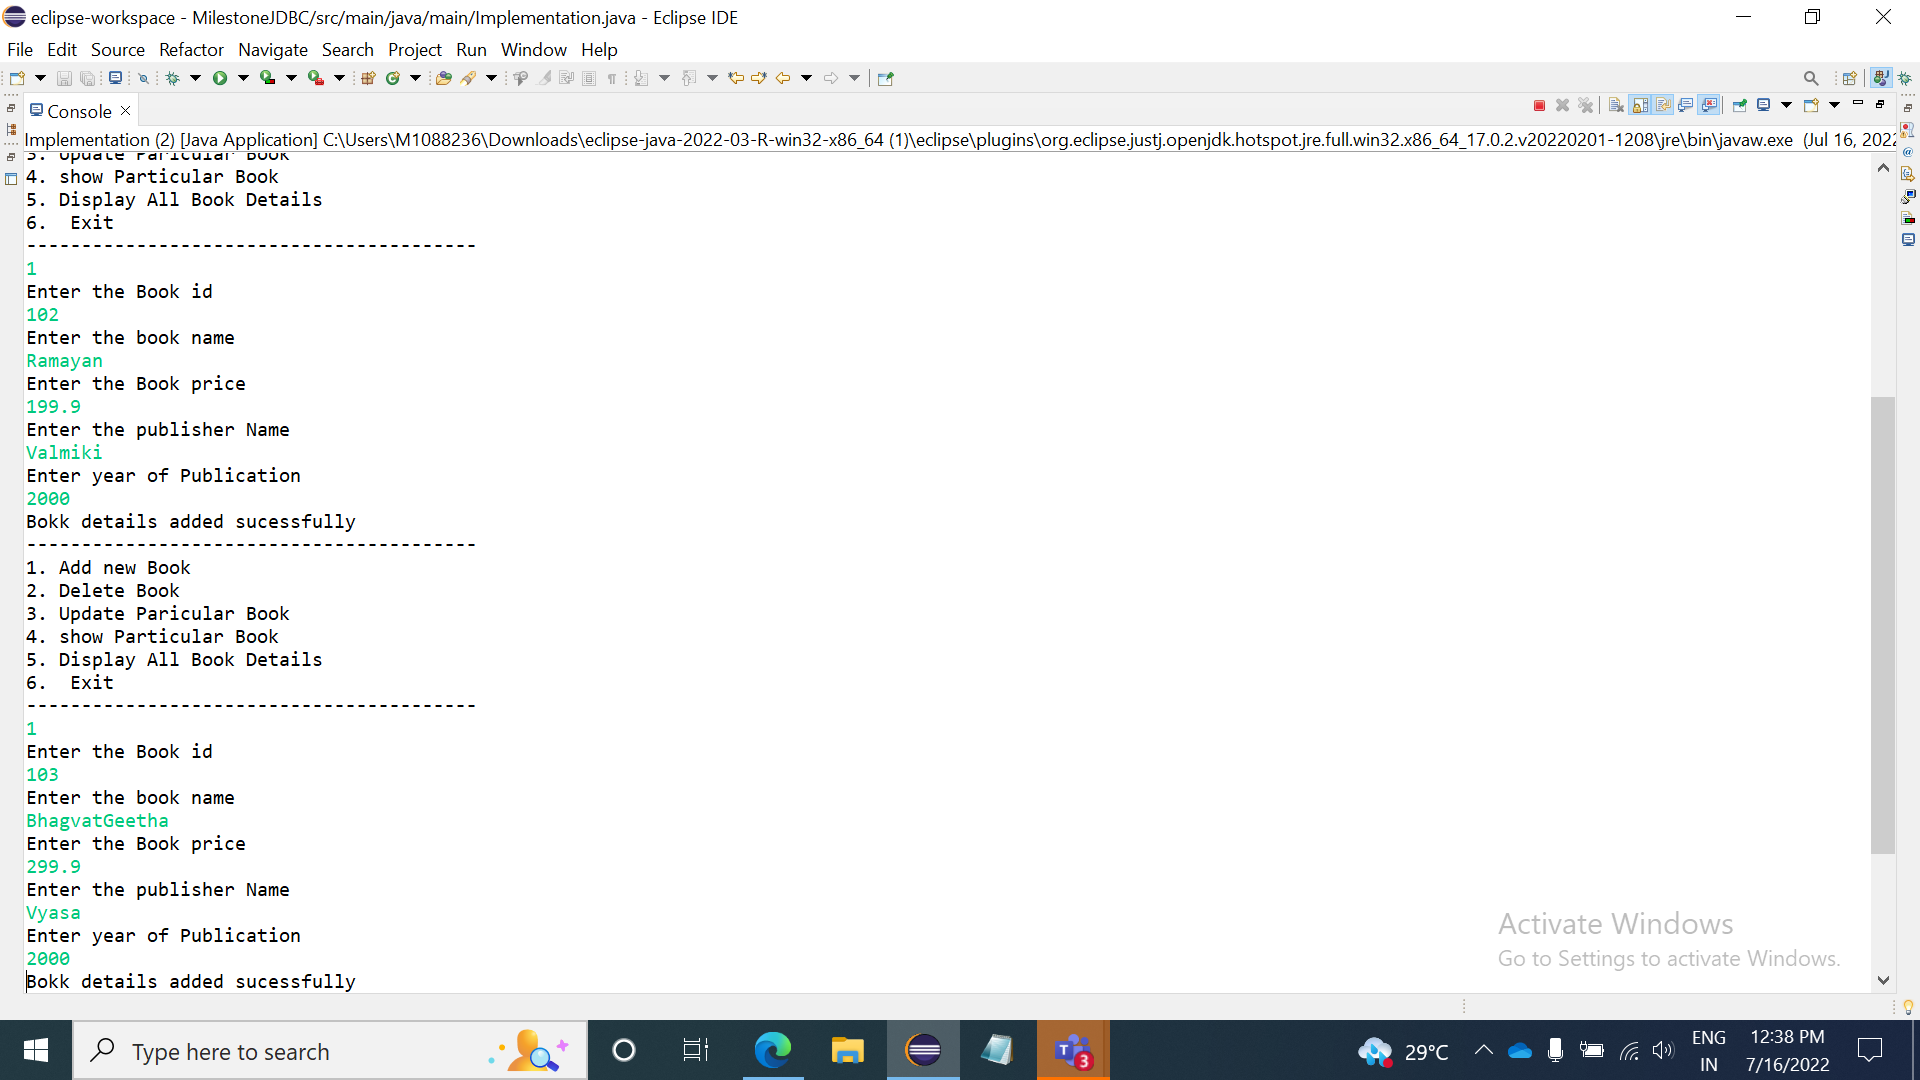 eclipse-workspace - MilestoneJDBC/src/main/java/main/Implementation.java - Eclipse IDE
File Edit Source Refactor Navigate Search Project Run Window Help
Console
Implementation (2) [Java Application] C:\Users\M1088236\Downloads\eclipse-java-2022-03-R-win32-x86_64 (1)\eclipse\plugins\org.eclipse.justj.openjdk.hotspot.jre.full.win32.x86_64_17.0.2.v20220201-1208\jre\bin\javaw.exe (Jul 16, 2022
3. Update Paricular Book
4. show Particular Book
5. Display All Book Details
6.  Exit
-----------------------------------------
1
Enter the Book id
102
Enter the book name
Ramayan
Enter the Book price
199.9
Enter the publisher Name
Valmiki
Enter year of Publication
2000
Bokk details added sucessfully
-----------------------------------------
1. Add new Book
2. Delete Book
3. Update Paricular Book
4. show Particular Book
5. Display All Book Details
6.  Exit
-----------------------------------------
1
Enter the Book id
103
Enter the book name
BhagvatGeetha
Enter the Book price
299.9
Enter the publisher Name
Vyasa
Enter year of Publication
2000
Bokk details added sucessfully
Activate Windows
Go to Settings to activate Windows.
Type here to search
T
3
29°C
ENG
IN
12:38 PM
7/16/2022